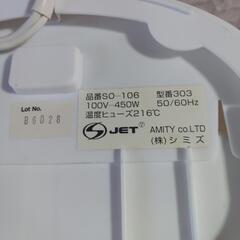 Lot No.
B6028
品番SO-106 型番303
100V-450W 50/60Hz
温度ヒューズ216℃
S JET AMITY co.LTD
(株)シミズ